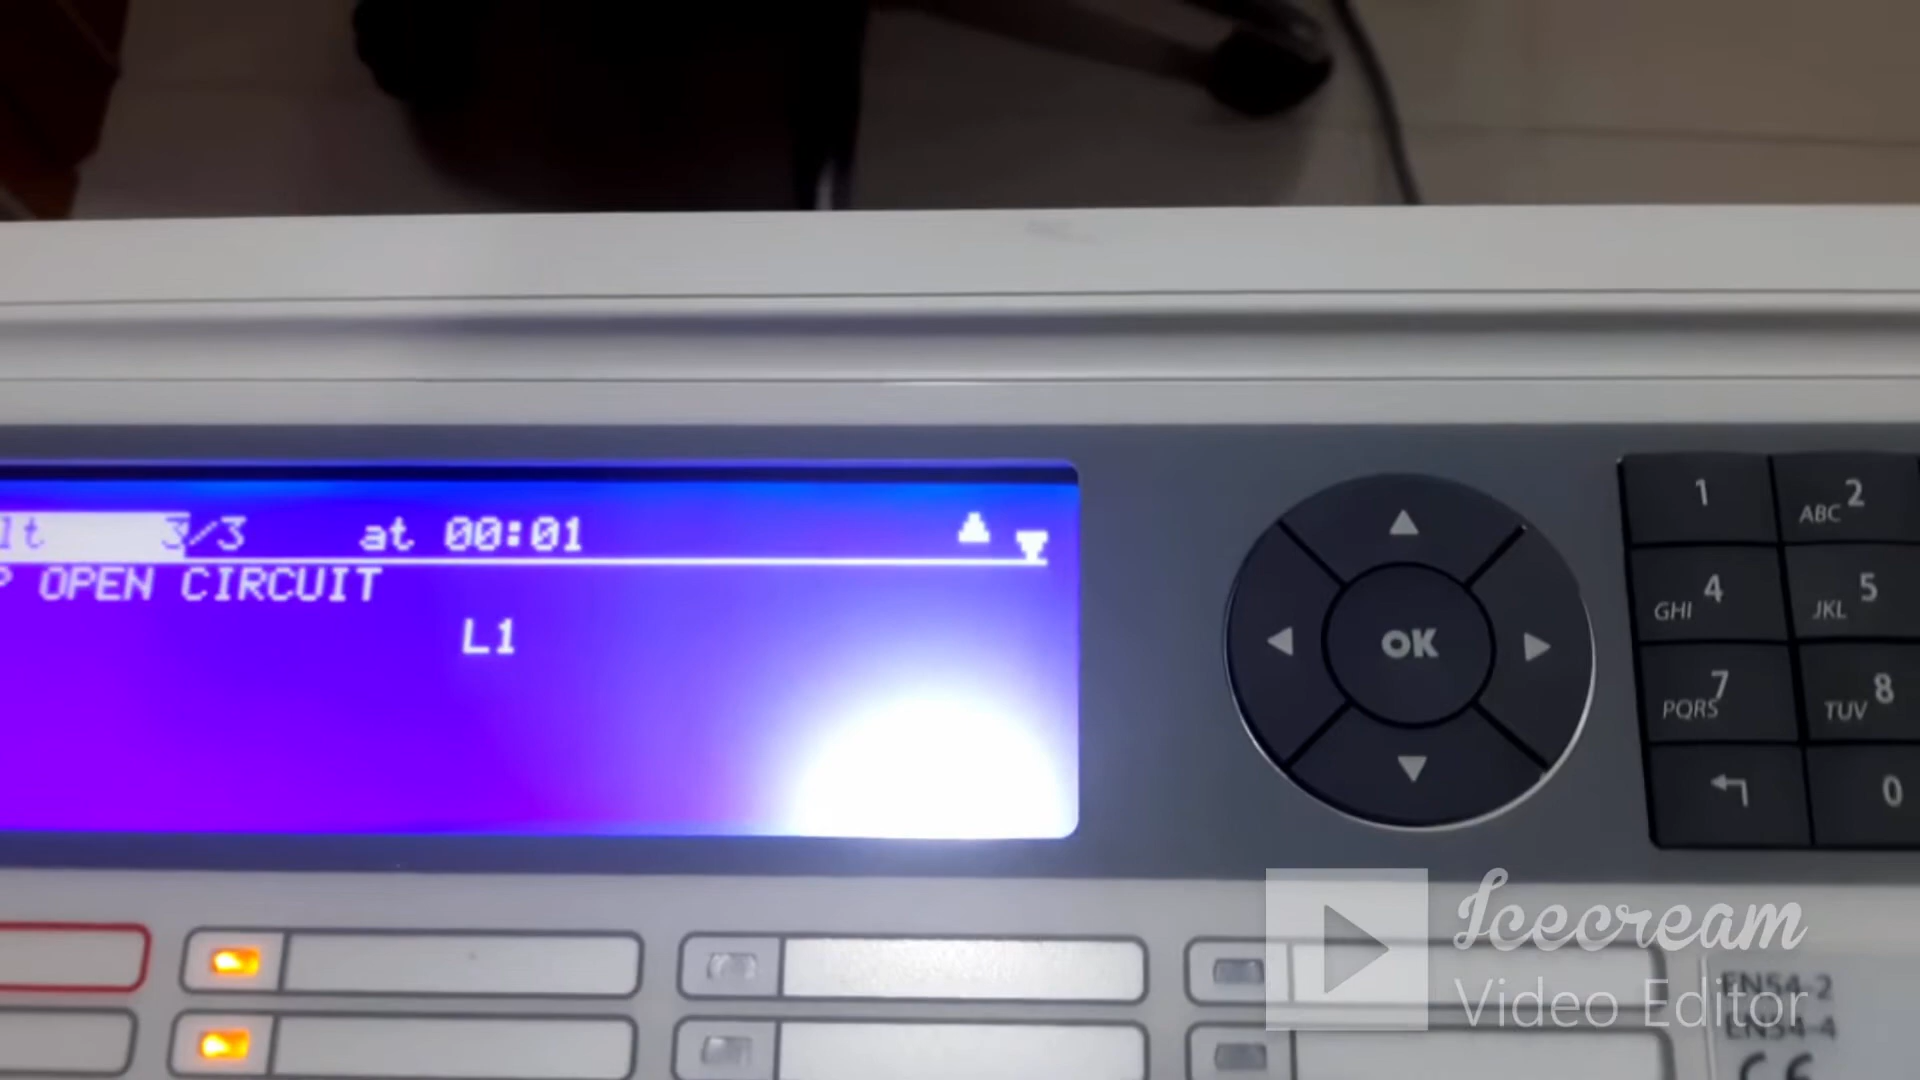 lt 3/3 at 00:01
P OPEN CIRCUIT
L1
OK
1
ABC 2
GHI 4
JKL 5
PQRS 7
TUV 8
0
Icecream
Video Editor
EN54-2
EN54-4
CE